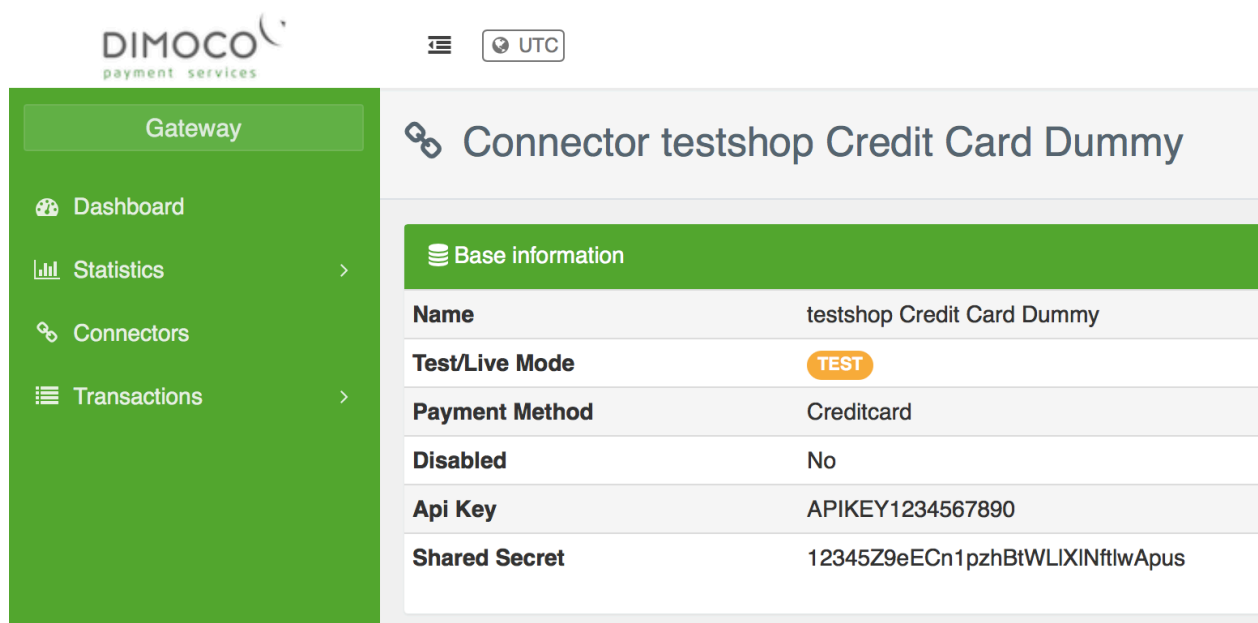 DIMOCO
payment services
UTC
Gateway
Dashboard
Statistics
Connectors
Transactions
Connector testshop Credit Card Dummy
Base information
Name testshop Credit Card Dummy
Test/Live Mode TEST
Payment Method Creditcard
Disabled No
Api Key APIKEY1234567890
Shared Secret 12345Z9eECn1pzhBtWLlXlNftlwApus